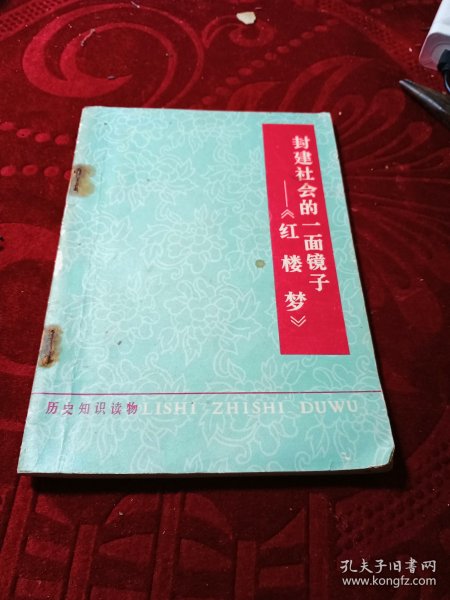 封建社会的一面镜子
——《红楼梦》
历史知识读物 LISHI ZHISHI DUWU
孔夫子旧书网
www.kongfz.com